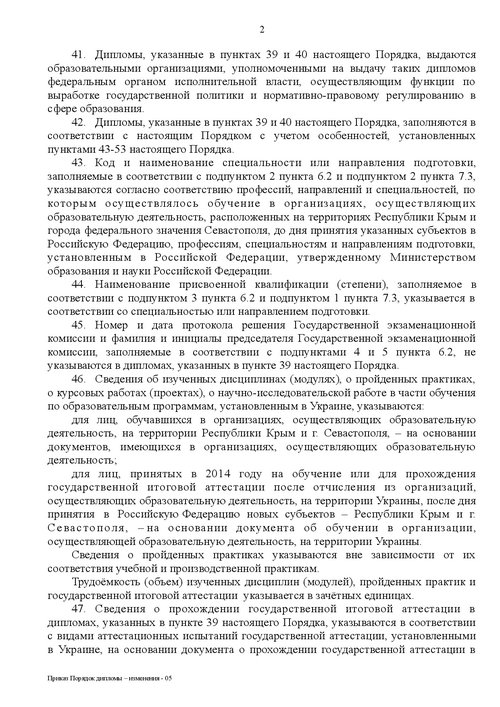 2
41. Дипломы, указанные в пунктах 39 и 40 настоящего Порядка, выдаются
образовательными организациями, уполномоченными на выдачу таких дипломов
федеральным органом исполнительной власти, осуществляющим функции по
выработке государственной политики и нормативно-правовому регулированию в
сфере образования.
42. Дипломы, указанные в пунктах 39 и 40 настоящего Порядка, заполняются в
соответствии с настоящим Порядком с учетом особенностей, установленных
пунктами 43-53 настоящего Порядка.
43. Код и наименование специальности или направления подготовки,
заполняемые в соответствии с подпунктом 2 пункта 6.2 и подпунктом 2 пункта 7.3,
указываются согласно соответствию профессий, направлений и специальностей, по
которым осуществлялось обучение в организациях, осуществляющих
образовательную деятельность, расположенных на территориях Республики Крым и
города федерального значения Севастополя, до дня принятия указанных субъектов в
Российскую Федерацию, профессиям, специальностям и направлениям подготовки,
установленным в Российской Федерации, утвержденному Министерством
образования и науки Российской Федерации.
44. Наименование присвоенной квалификации (степени), заполняемое в
соответствии с подпунктом 3 пункта 6.2 и подпунктом 1 пункта 7.3, указывается в
соответствии со специальностью или направлением подготовки.
45. Номер и дата протокола решения Государственной экзаменационной
комиссии и фамилия и инициалы председателя Государственной экзаменационной
комиссии, заполняемые в соответствии с подпунктами 4 и 5 пункта 6.2, не
указываются в дипломах, указанных в пункте 39 настоящего Порядка.
46. Сведения об изученных дисциплинах (модулях), о пройденных практиках,
о курсовых работах (проектах), о научно-исследовательской работе в части обучения
по образовательным программам, установленным в Украине, указываются:
для лиц, обучавшихся в организациях, осуществляющих образовательную
деятельность, на территории Республики Крым и г. Севастополя, – на основании
документов, имеющихся в организациях, осуществляющих образовательную
деятельность;
для лиц, принятых в 2014 году на обучение или для прохождения
государственной итоговой аттестации после отчисления из организаций,
осуществляющих образовательную деятельность, на территории Украины, после дня
принятия в Российскую Федерацию новых субъектов – Республики Крым и г.
Севастополя, – на основании документа об обучении в организации,
осуществляющей образовательную деятельность, на территории Украины.
Сведения о пройденных практиках указываются вне зависимости от их
соответствия учебной и производственной практикам.
Трудоёмкость (объем) изученных дисциплин (модулей), пройденных практик и
государственной итоговой аттестации указывается в зачётных единицах.
47. Сведения о прохождении государственной итоговой аттестации в
дипломах, указанных в пункте 39 настоящего Порядка, указываются в соответствии
с видами аттестационных испытаний государственной аттестации, установленными
в Украине, на основании документа о прохождении государственной аттестации в
Приказ Порядок дипломы – изменения - 05